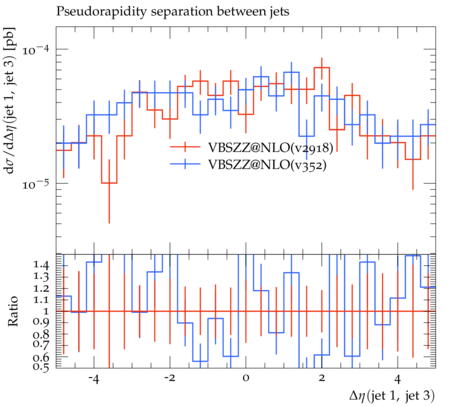 Pseudorapidity separation between jets
dσ/dΔη(jet 1, jet 3) [pb]
10⁻⁴
10⁻⁵
VBSZZ@NLO(v2918)
VBSZZ@NLO(v352)
Ratio
1.4
1.3
1.2
1.1
1
0.9
0.8
0.7
0.6
0.5
-4 -2 0 2 4
Δη(jet 1, jet 3)